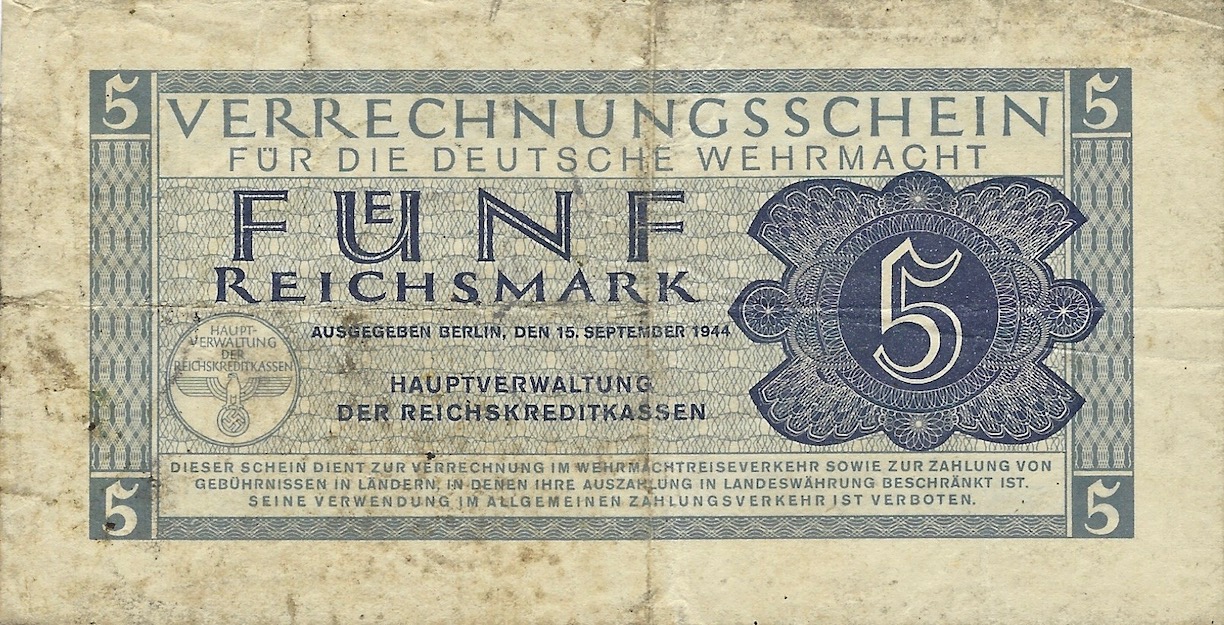 5 5
VERRECHNUNGSSCHEIN
FÜR DIE DEUTSCHE WEHRMACHT
FUENF
REICHSMARK
5
AUSGEGEBEN BERLIN, DEN 15. SEPTEMBER 1944
HAUPT-
VERWALTUNG
DER
REICHSKREDITKASSEN
HAUPTVERWALTUNG
DER REICHSKREDITKASSEN
DIESER SCHEIN DIENT ZUR VERRECHNUNG IM WEHRMACHTREISEVERKEHR SOWIE ZUR ZAHLUNG VON
GEBÜHRNISSEN IN LÄNDERN, IN DENEN IHRE AUSZAHLUNG IN LANDESWÄHRUNG BESCHRÄNKT IST.
SEINE VERWENDUNG IM ALLGEMEINEN ZAHLUNGSVERKEHR IST VERBOTEN.
5 5